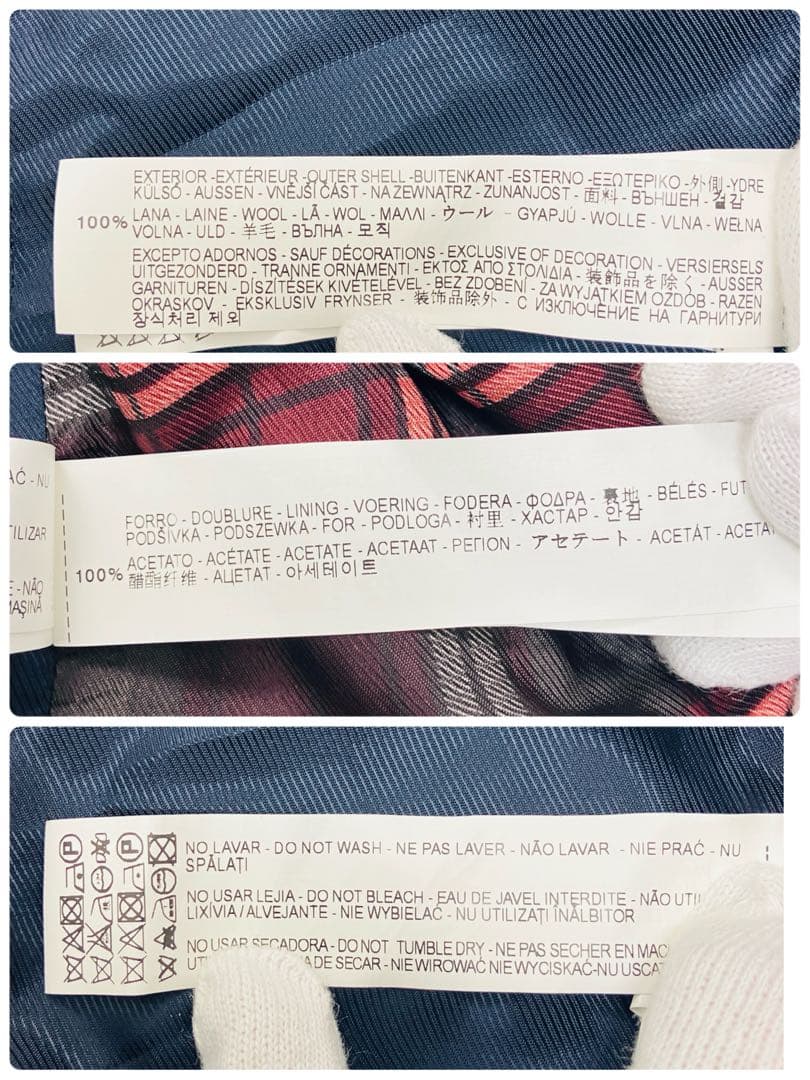 EXTERIOR -EXTÉRIEUR -OUTER SHELL-BUITENKANT -ESTERNO -ΕΞΩΤΕΡΙΚΟ -外側 -YDRE
KÜLSŐ - AUSSEN - VNĚJŠÍ ČÁST - NA ZEWNĄTRZ - ZUNANJOST - 面料 - ВЪНШЕН - 겉감
100% LANA - LAINE - WOOL - LÃ - WOL - ΜΑΛΛΙ - ウール - GYAPJÚ - WOLLE - VLNA - WEŁNA
VOLNA - ULD - 羊毛 - ВЪЛНА - 모직
EXCEPTO ADORNOS - SAUF DÉCORATIONS - EXCLUSIVE OF DECORATION - VERSIERSELS
UITGEZONDERD - TRANNE ORNAMENTI - ΕΚΤΟΣ ΑΠΟ ΣΤΟΛΙΔΙΑ - 装飾品を除く - AUSSER
GARNITUREN - DÍSZÍTÉSEK KIVÉTELÉVEL - BEZ ZDOBENÍ - ZA WYJĄTKIEM OZDÓB - RAZEN
OKRASKOV - EKSKLUSIV FRYNSER - 装饰品除外 - С ИЗКЛЮЧЕНИЕ НА ГАРНИТУРИ
장식처리 제외
FORRO - DOUBLURE - LINING - VOERING - FODERA - ΦΟΔΡΑ - 裏地 - BÉLÉS - FUT
PODŠÍVKA - PODSZEWKA - FOR - PODLOGA - 衬里 - ХАСТАР - 안감
100% ACETATO - ACÉTATE - ACETATE - ACETAAT - ΡΕΓΙΟΝ - アセテート - ACETÁT - ACETA
醋酯纤维 - АЦЕТАТ - 아세테이트
AĆ - NU
TILIZAR
E - NÃO
MAŞINĂ
NO LAVAR - DO NOT WASH - NE PAS LAVER - NÃO LAVAR - NIE PRAĆ - NU
SPĂLAȚI
NO USAR LEJIA - DO NOT BLEACH - EAU DE JAVEL INTERDITE - NÃO UTIL
LIXÍVIA / ALVEJANTE - NIE WYBIELAĆ - NU UTILIZAȚI ÎNĂLBITOR
NO USAR SECADORA - DO NOT TUMBLE DRY - NE PAS SECHER EN MAC
UTI DE SECAR - NIE WIROWAĆ NIE WYCISKAĆ-NU USCAT